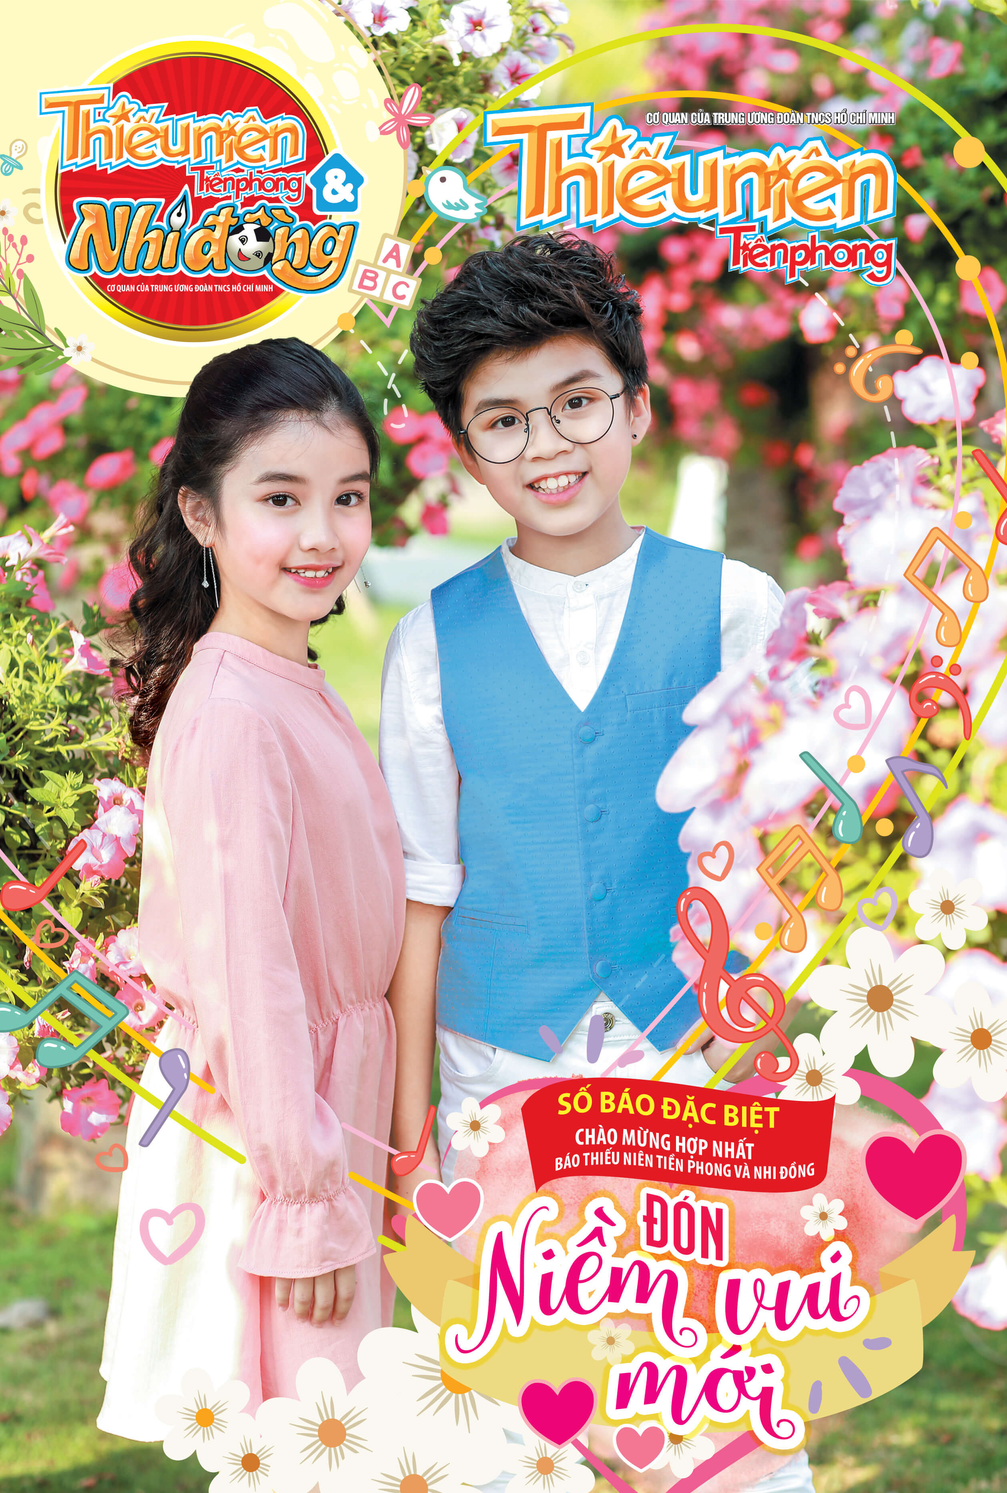 Thiếu niên
Tiền phong
&
Nhi đồng
CƠ QUAN CỦA TRUNG ƯƠNG ĐOÀN TNCS HỒ CHÍ MINH
CƠ QUAN CỦA TRUNG ƯƠNG ĐOÀN TNCS HỒ CHÍ MINH
Thiếu niên
Tiền phong
A
B C
SỐ BÁO ĐẶC BIỆT
CHÀO MỪNG HỢP NHẤT
BÁO THIẾU NIÊN TIỀN PHONG VÀ NHI ĐỒNG
ĐÓN
Niềm vui
mới